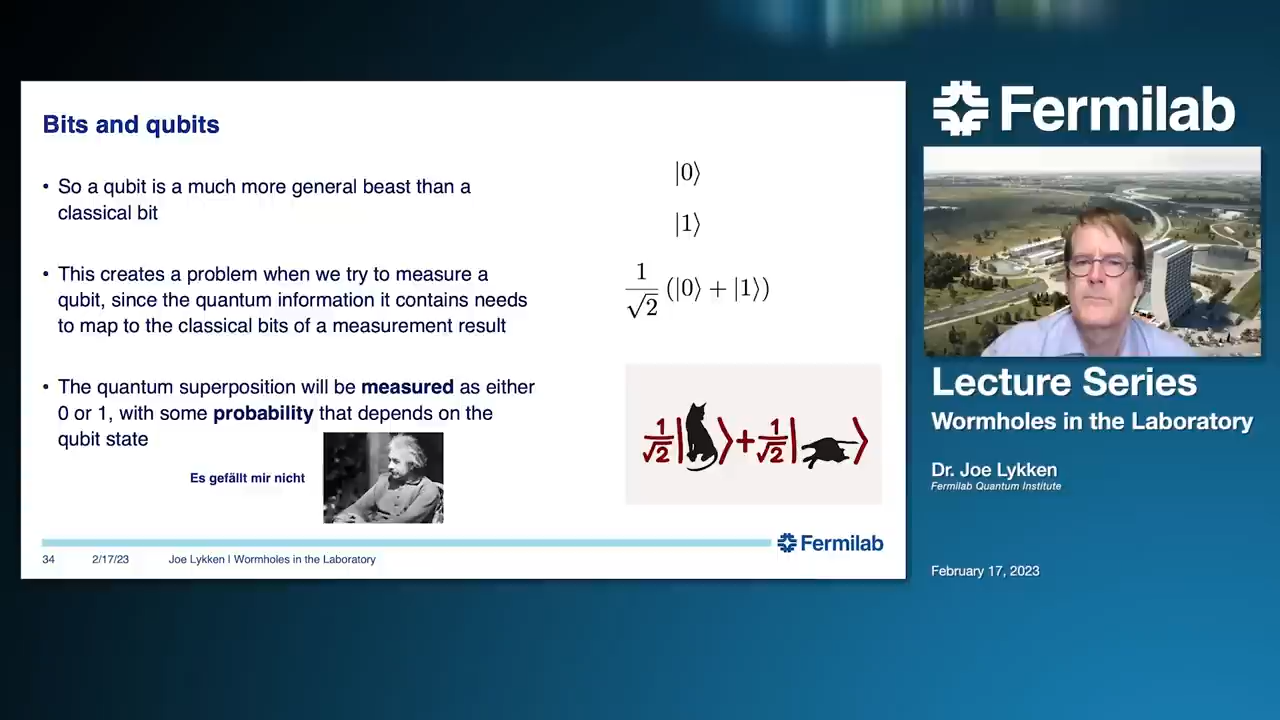 Bits and qubits
• So a qubit is a much more general beast than a
classical bit
• This creates a problem when we try to measure a
qubit, since the quantum information it contains needs
to map to the classical bits of a measurement result
• The quantum superposition will be measured as either
0 or 1, with some probability that depends on the
qubit state
Es gefällt mir nicht
|0⟩
|1⟩
1/√2 (|0⟩ + |1⟩)
1/√2 | ⟩ + 1/√2 | ⟩
Fermilab
34 2/17/23 Joe Lykken | Wormholes in the Laboratory
Fermilab
Lecture Series
Wormholes in the Laboratory
Dr. Joe Lykken
Fermilab Quantum Institute
February 17, 2023